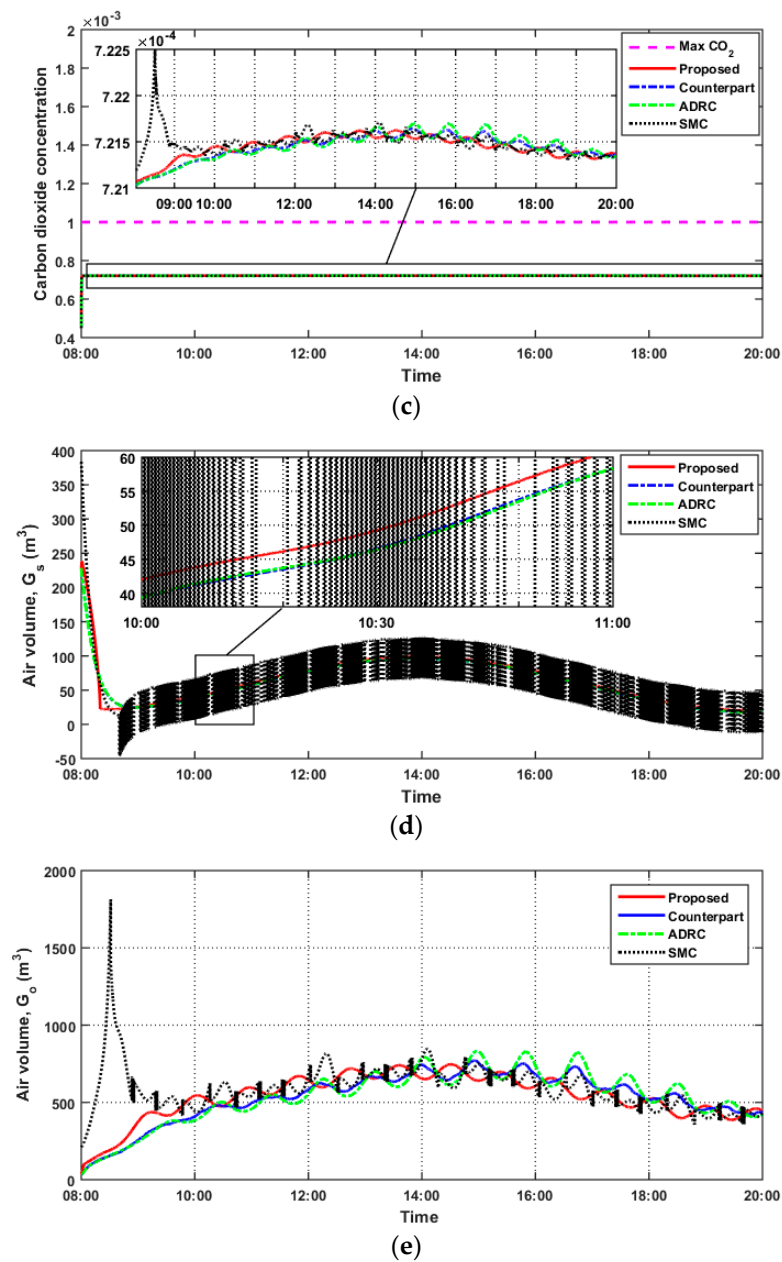 ×10⁻³
2
1.8
1.6
1.4
1.2
1
0.8
0.6
0.4
Carbon dioxide concentration
×10⁻⁴
7.225
7.22
7.215
7.21
09:00 10:00 12:00 14:00 16:00 18:00 20:00
Max CO₂
Proposed
Counterpart
ADRC
SMC
08:00 10:00 12:00 14:00 16:00 18:00 20:00
Time
(c)
400
350
300
250
200
150
100
50
0
-50
Air volume, Gₛ (m³)
60
55
50
45
40
10:00 10:30 11:00
Proposed
Counterpart
ADRC
SMC
08:00 10:00 12:00 14:00 16:00 18:00 20:00
Time
(d)
2000
1500
1000
500
0
Air volume, Gₒ (m³)
Proposed
Counterpart
ADRC
SMC
08:00 10:00 12:00 14:00 16:00 18:00 20:00
Time
(e)